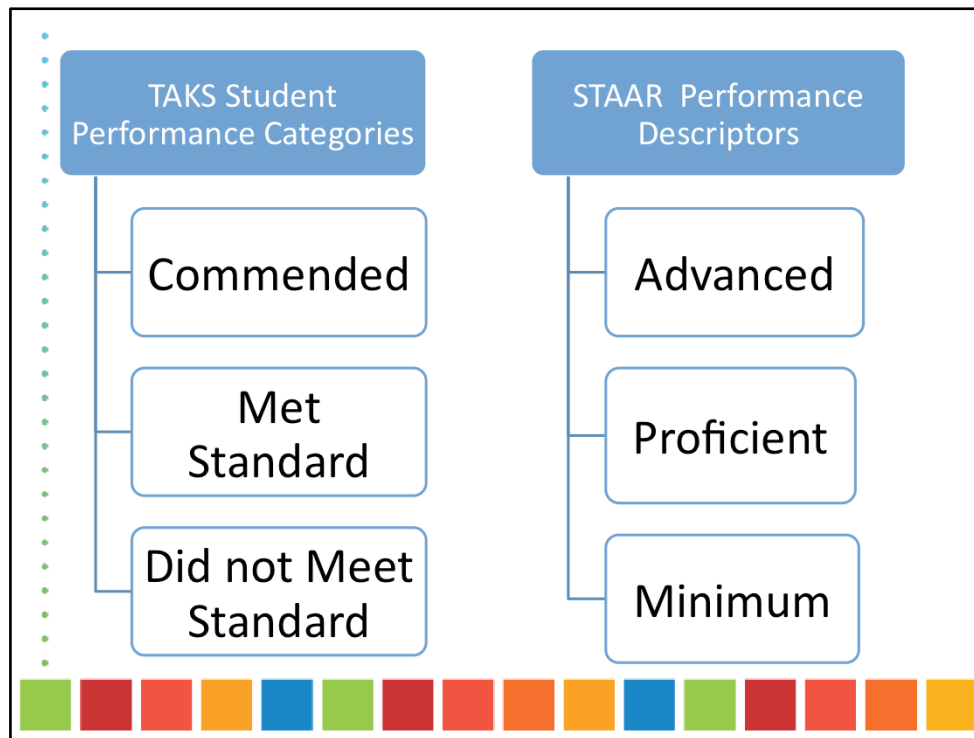 TAKS Student
Performance Categories
Commended
Met
Standard
Did not Meet
Standard
STAAR  Performance
Descriptors
Advanced
Proficient
Minimum